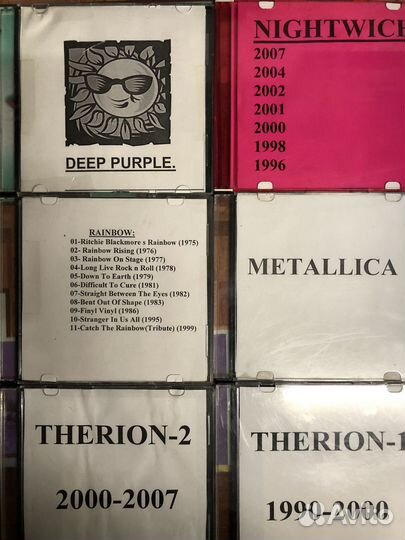 DEEP PURPLE.
NIGHTWICH
2007
2004
2002
2001
2000
1998
1996
RAINBOW:
01-Ritchie Blackmore s Rainbow (1975)
02- Rainbow Rising (1976)
03- Rainbow On Stage (1977)
04-Long Live Rock n Roll (1978)
05-Down To Earth (1979)
06-Difficult To Cure (1981)
07-Straight Between The Eyes (1982)
08-Bent Out Of Shape (1983)
09-Finyl Vinyl (1986)
10-Stranger In Us All (1995)
11-Catch The Rainbow(Tribute) (1999)
METALLICA
THERION-2
2000-2007
THERION-1
1990-2000
Avito